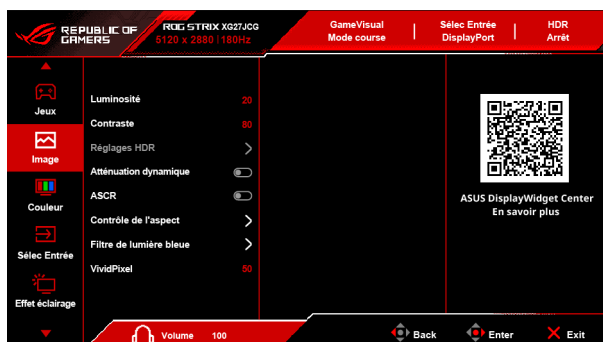 REPUBLIC OF
GAMERS
ROG STRIX XG27JCG
5120 x 2880 | 180Hz
GameVisual
Mode course
Sélec Entrée
DisplayPort
HDR
Arrêt
Jeux
Image
Couleur
Sélec Entrée
Effet éclairage
Luminosité 20
Contraste 80
Réglages HDR
Atténuation dynamique
ASCR
Contrôle de l'aspect
Filtre de lumière bleue
VividPixel 50
ASUS DisplayWidget Center
En savoir plus
Volume 100
Back
Enter
Exit